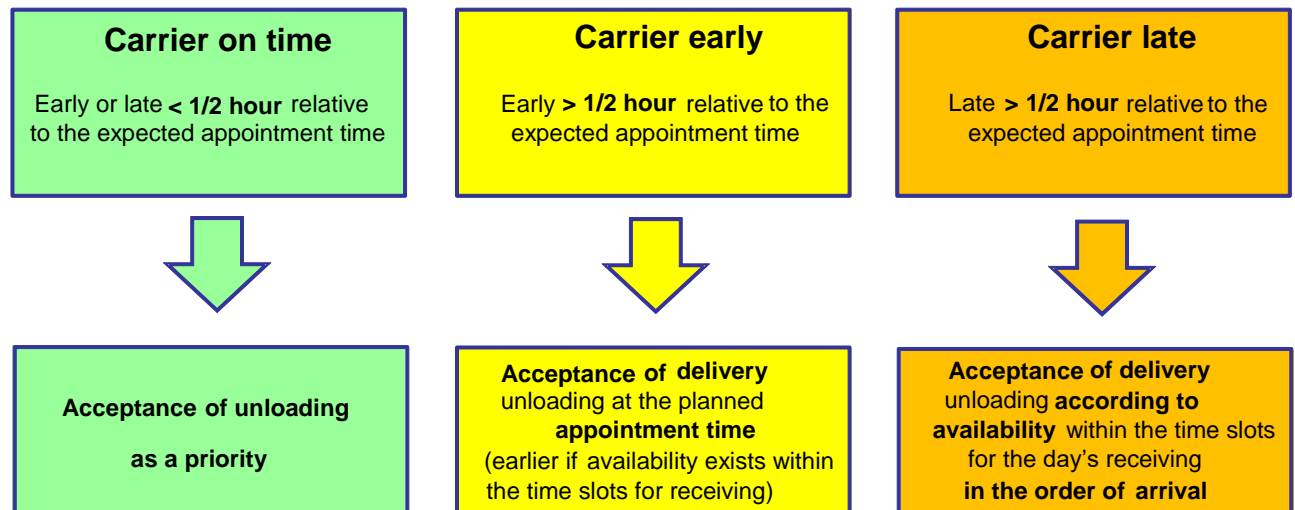 Carrier on time
Early or late < 1/2 hour relative
to the expected appointment time
Carrier early
Early > 1/2 hour relative to the
expected appointment time
Carrier late
Late > 1/2 hour relative to the
expected appointment time
Acceptance of unloading
as a priority
Acceptance of delivery
unloading at the planned
appointment time
(earlier if availability exists within
the time slots for receiving)
Acceptance of delivery
unloading according to
availability within the time slots
for the day's receiving
in the order of arrival